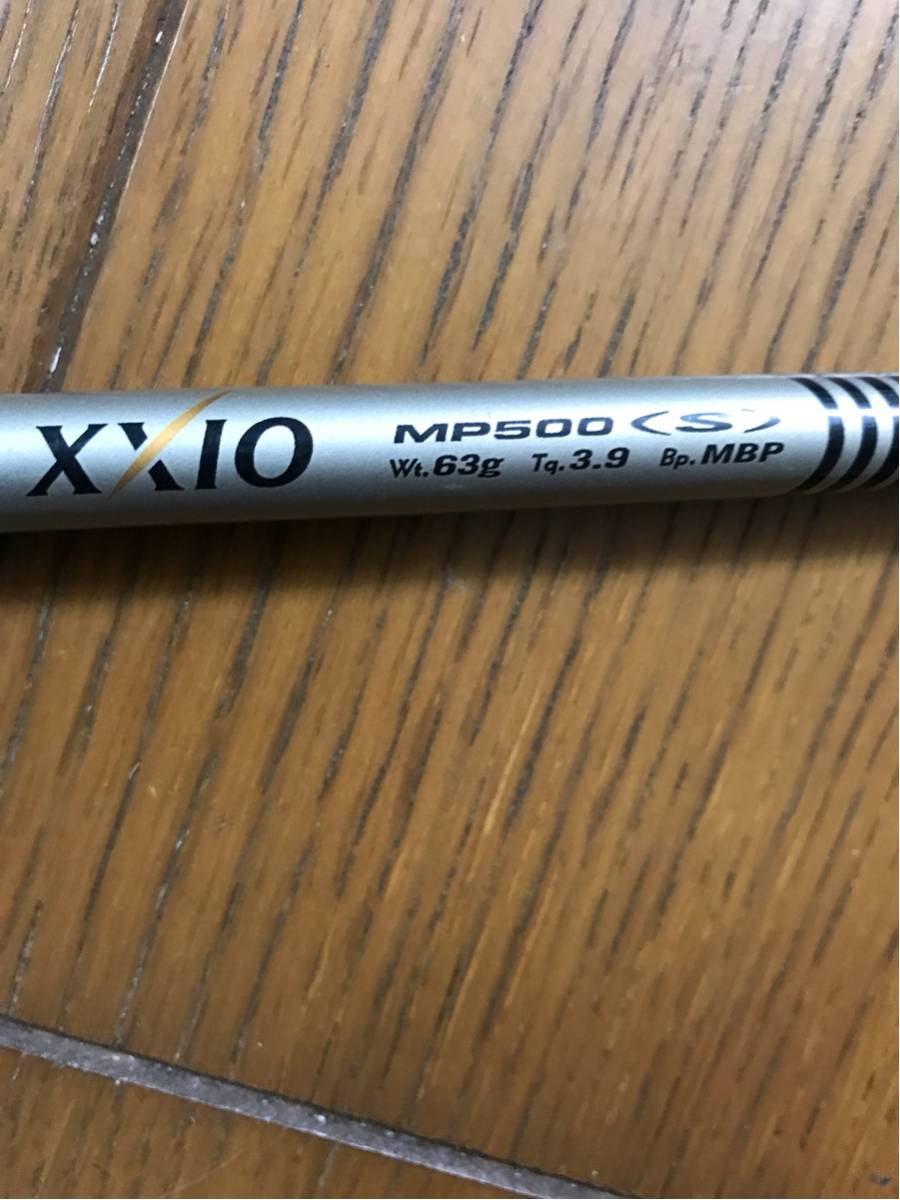 XXIO
MP500 <S>
Wt.63g Tq.3.9 Bp.MBP